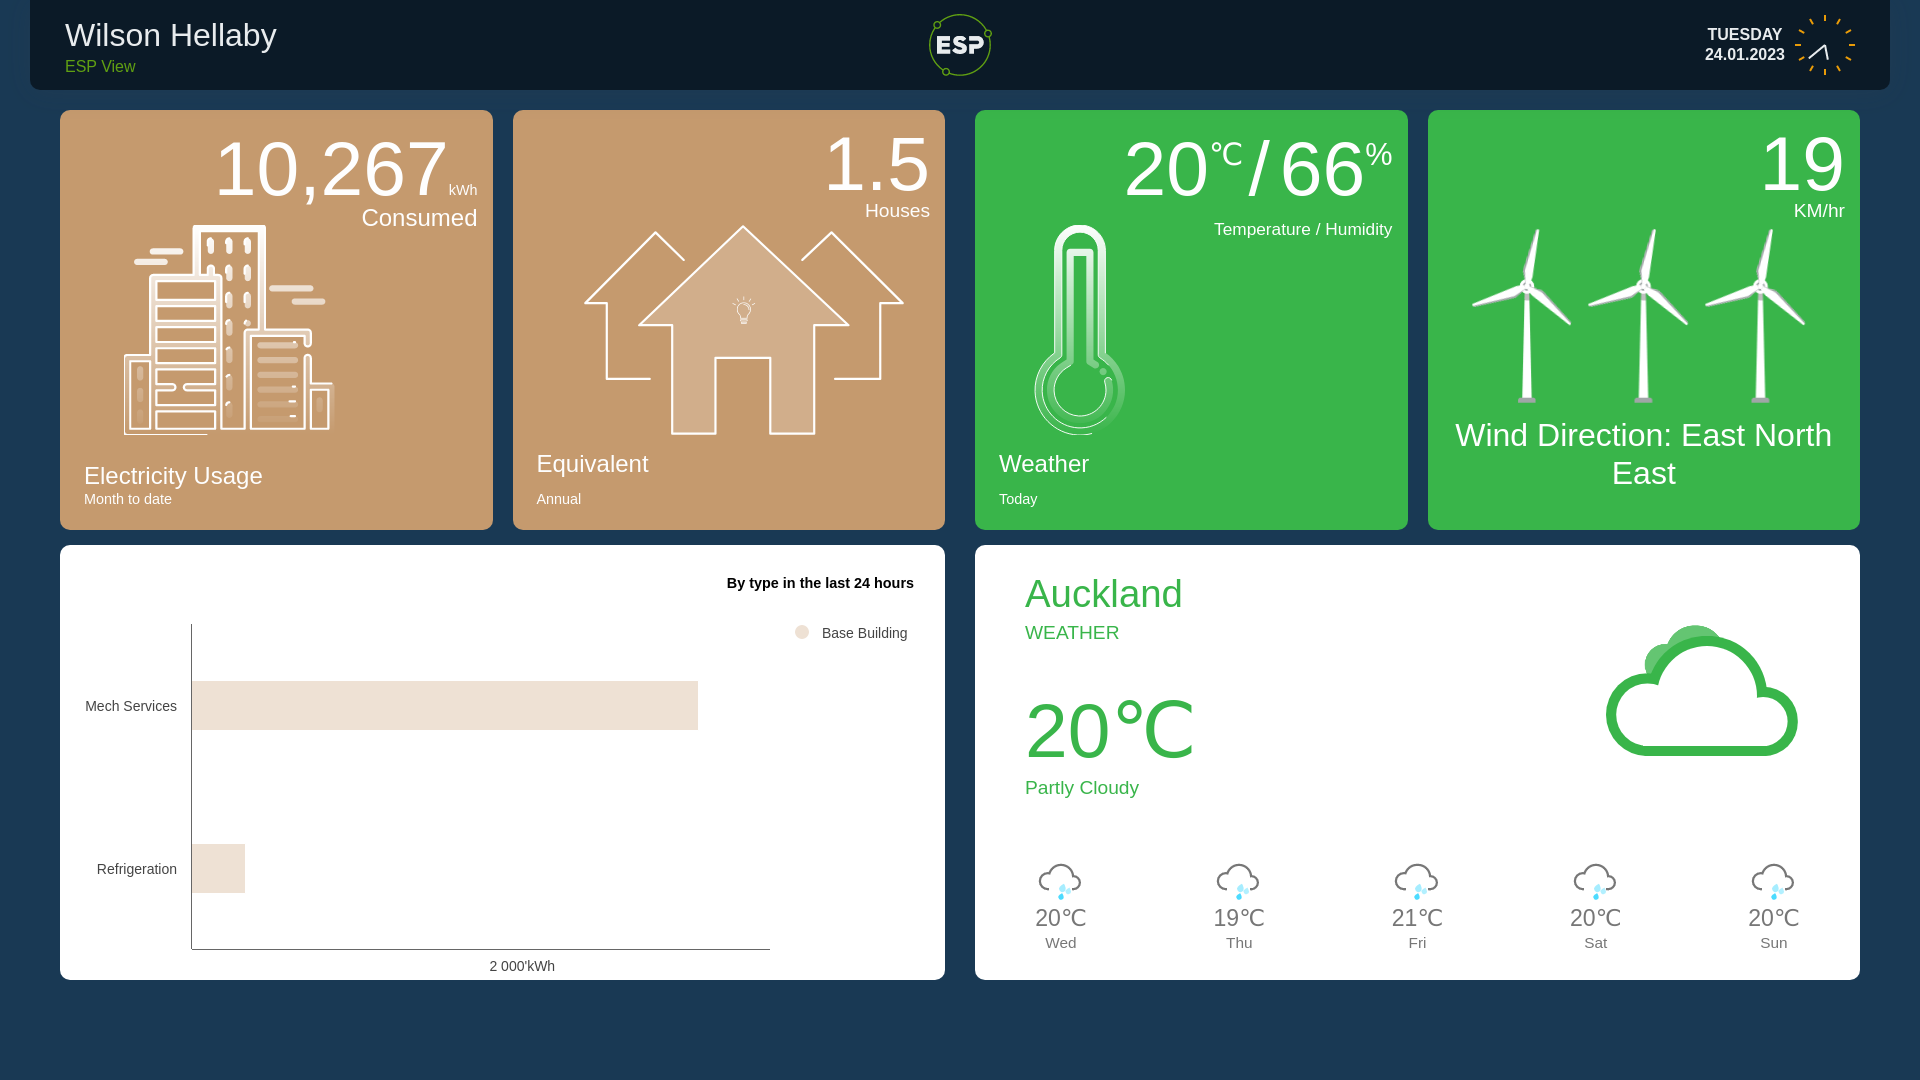 Wilson Hellaby
ESP View
ESP
TUESDAY
24.01.2023
10,267 kWh
Consumed
Electricity Usage
Month to date
1.5
Houses
Equivalent
Annual
20℃/66%
Temperature / Humidity
Weather
Today
19
KM/hr
Wind Direction: East North
East
By type in the last 24 hours
Base Building
Mech Services
Refrigeration
2 000'kWh
Auckland
WEATHER
20℃
Partly Cloudy
20℃ 19℃ 21℃ 20℃ 20℃
Wed Thu Fri Sat Sun